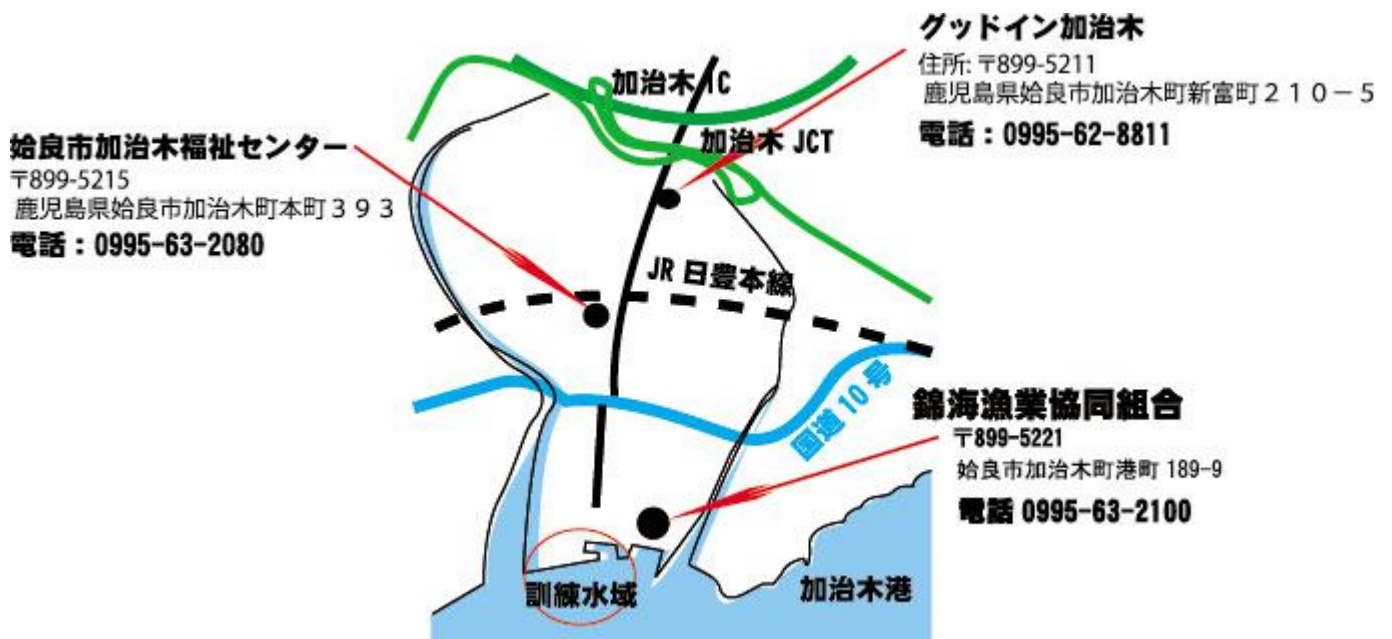 グッドイン加治木
住所: 〒899-5211
鹿児島県姶良市加治木町新富町２１０－５
電話：0995-62-8811
加治木 IC
加治木 JCT
姶良市加治木福祉センター
〒899-5215
鹿児島県姶良市加治木町本町３９３
電話：0995-63-2080
JR 日豊本線
国道 10 号
錦海漁業協同組合
〒899-5221
姶良市加治木町港町 189-9
電話 0995-63-2100
訓練水域
加治木港